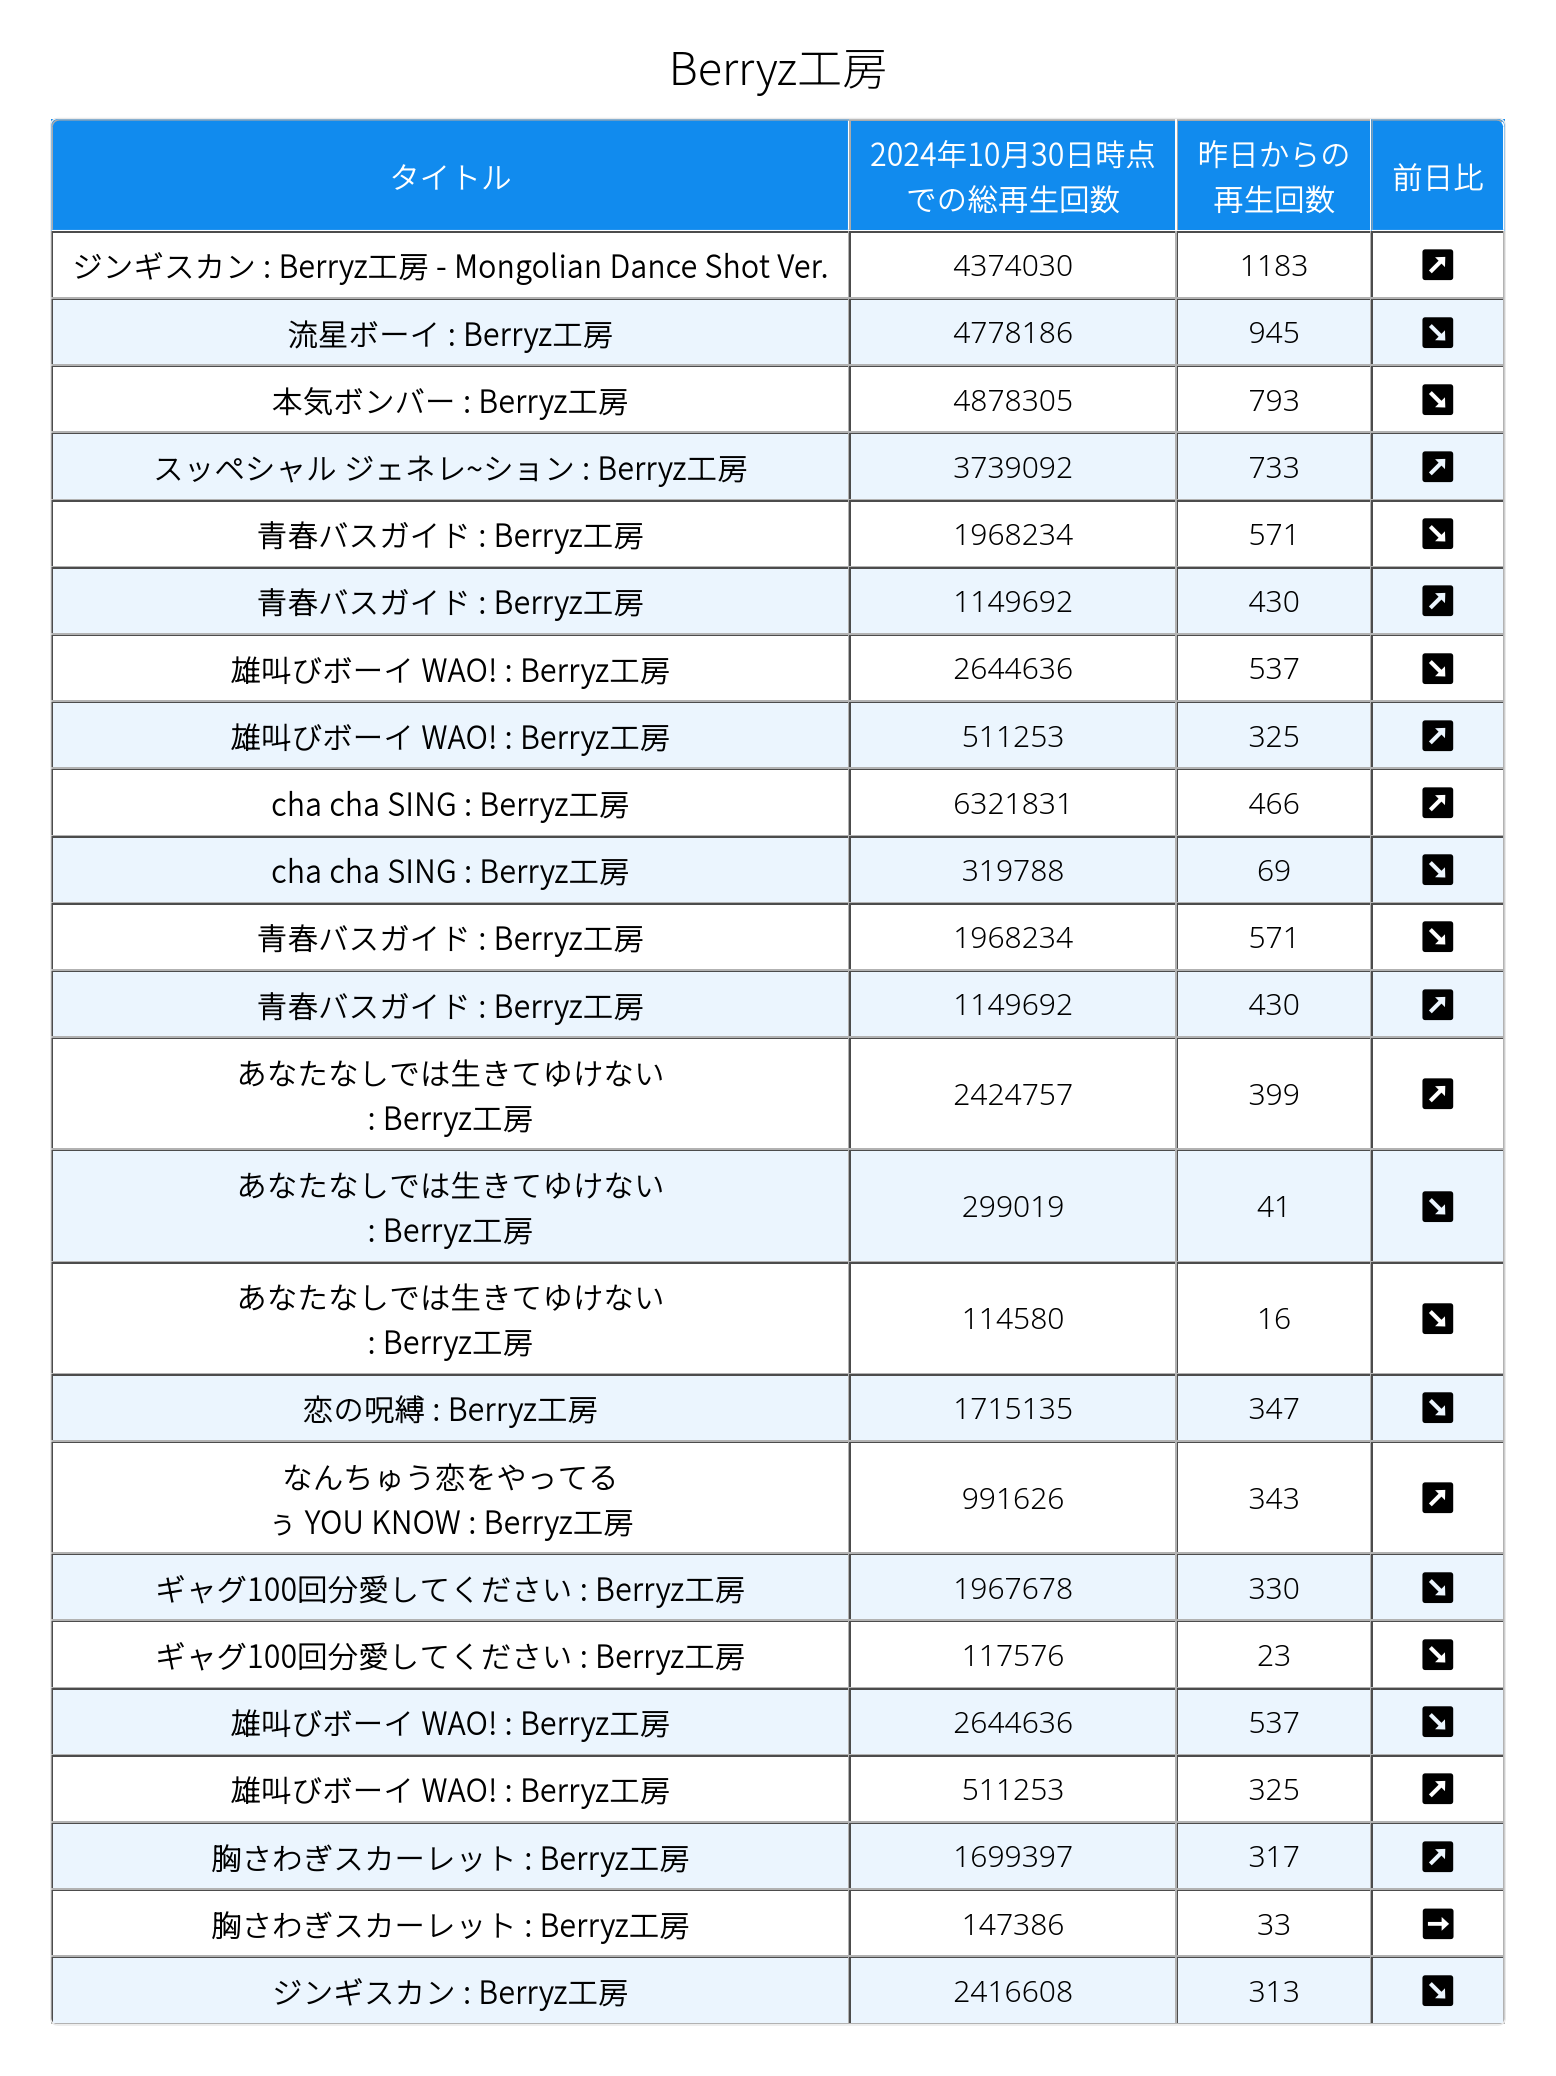 Berryz工房
タイトル
2024年10月30日時点
での総再生回数
昨日からの
再生回数
前日比
ジンギスカン : Berryz工房 - Mongolian Dance Shot Ver. 4374030 1183 ↗
流星ボーイ : Berryz工房 4778186 945 ↘
本気ボンバー : Berryz工房 4878305 793 ↘
スッペシャル ジェネレ~ション : Berryz工房 3739092 733 ↗
青春バスガイド : Berryz工房 1968234 571 ↘
青春バスガイド : Berryz工房 1149692 430 ↗
雄叫びボーイ WAO! : Berryz工房 2644636 537 ↘
雄叫びボーイ WAO! : Berryz工房 511253 325 ↗
cha cha SING : Berryz工房 6321831 466 ↗
cha cha SING : Berryz工房 319788 69 ↘
青春バスガイド : Berryz工房 1968234 571 ↘
青春バスガイド : Berryz工房 1149692 430 ↗
あなたなしでは生きてゆけない
: Berryz工房 2424757 399 ↗
あなたなしでは生きてゆけない
: Berryz工房 299019 41 ↘
あなたなしでは生きてゆけない
: Berryz工房 114580 16 ↘
恋の呪縛 : Berryz工房 1715135 347 ↘
なんちゅう恋をやってる
ぅ YOU KNOW : Berryz工房 991626 343 ↗
ギャグ100回分愛してください : Berryz工房 1967678 330 ↘
ギャグ100回分愛してください : Berryz工房 117576 23 ↘
雄叫びボーイ WAO! : Berryz工房 2644636 537 ↘
雄叫びボーイ WAO! : Berryz工房 511253 325 ↗
胸さわぎスカーレット : Berryz工房 1699397 317 ↗
胸さわぎスカーレット : Berryz工房 147386 33 →
ジンギスカン : Berryz工房 2416608 313 ↘